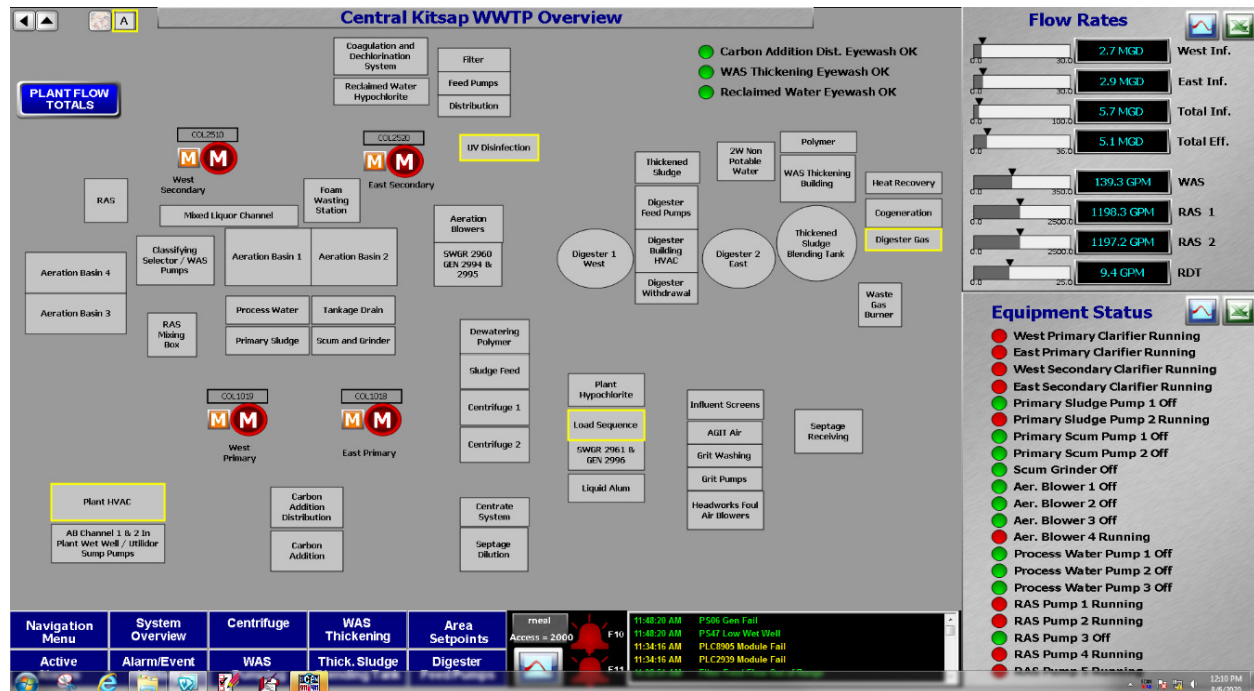 Central Kitsap WWTP Overview
A
PLANT FLOW
TOTALS
Coagulation and
Dechlorination
System
Reclaimed Water
Hypochlorite
Filter
Feed Pumps
Distribution
Carbon Addition Dist. Eyewash OK
WAS Thickening Eyewash OK
Reclaimed Water Eyewash OK
COL2510
M
M
West
Secondary
COL2520
M
M
East Secondary
UV Disinfection
RAS
Mixed Liquor Channel
Foam
Wasting
Station
Classifying
Selector / WAS
Pumps
Aeration Basin 1
Aeration Basin 2
Aeration Basin 4
Aeration Basin 3
RAS
Mixing
Box
Process Water
Tankage Drain
Primary Sludge
Scum and Grinder
Aeration
Blowers
SWGR 2960
GEN 2994 &
2995
Thickened
Sludge
Digester
Feed Pumps
Digester
Building
HVAC
Digester
Withdrawal
2W Non
Potable
Water
Polymer
WAS Thickening
Building
Heat Recovery
Cogeneration
Digester Gas
Digester 1
West
Digester 2
East
Thickened
Sludge
Blending Tank
Waste
Gas
Burner
Dewatering
Polymer
Sludge Feed
Centrifuge 1
Centrifuge 2
COL1019
M
M
West
Primary
COL1018
M
M
East Primary
Plant
Hypochlorite
Load Sequence
SWGR 2961 &
GEN 2996
Liquid Alum
Influent Screens
AGIT Air
Grit Washing
Grit Pumps
Headworks Foul
Air Blowers
Septage
Receiving
Plant HVAC
AB Channel 1 & 2 In
Plant Wet Well / Utilidor
Sump Pumps
Carbon
Addition
Distribution
Carbon
Addition
Centrate
System
Septage
Dilution
Flow Rates
0.0 30.0 2.7 MGD West Inf.
0.0 30.0 2.9 MGD East Inf.
0.0 100.0 5.7 MGD Total Inf.
0.0 36.0 5.1 MGD Total Eff.
0.0 350.0 139.3 GPM WAS
0.0 2500.0 1198.3 GPM RAS 1
0.0 2500.0 1197.2 GPM RAS 2
0.0 25.0 9.4 GPM RDT
Equipment Status
West Primary Clarifier Running
East Primary Clarifier Running
West Secondary Clarifier Running
East Secondary Clarifier Running
Primary Sludge Pump 1 Off
Primary Sludge Pump 2 Running
Primary Scum Pump 1 Off
Primary Scum Pump 2 Off
Scum Grinder Off
Aer. Blower 1 Off
Aer. Blower 2 Off
Aer. Blower 3 Off
Aer. Blower 4 Running
Process Water Pump 1 Off
Process Water Pump 2 Off
Process Water Pump 3 Off
RAS Pump 1 Running
RAS Pump 2 Running
RAS Pump 3 Off
RAS Pump 4 Running
RAS Pump 5 Running
Navigation
Menu
System
Overview
Centrifuge
WAS
Thickening
Area
Setpoints
Active
Alarm/Event
WAS
Thick. Sludge
Blending Tank
Digester
Feed Pumps
rneal
Access = 2000
F10
F11
11:48:20 AM PS06 Gen Fail
11:48:20 AM PS47 Low Wet Well
11:34:16 AM PLC8905 Module Fail
11:34:16 AM PLC2939 Module Fail
12:10 PM
8/6/2020